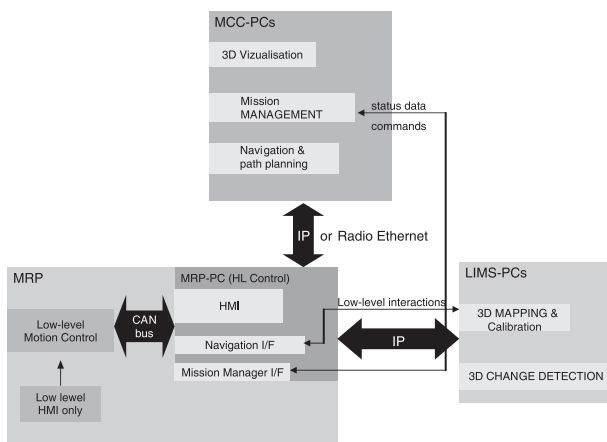 MCC-PCs
3D Vizualisation
Mission
MANAGEMENT
status data
commands
Navigation &
path planning
IP or Radio Ethernet
MRP
MRP-PC (HL Control)
LIMS-PCs
HMI
Low-level interactions
3D MAPPING &
Calibration
Low-level
Motion Control
CAN
bus
Navigation I/F
IP
Mission Manager I/F
3D CHANGE DETECTION
Low lewel
HMI only